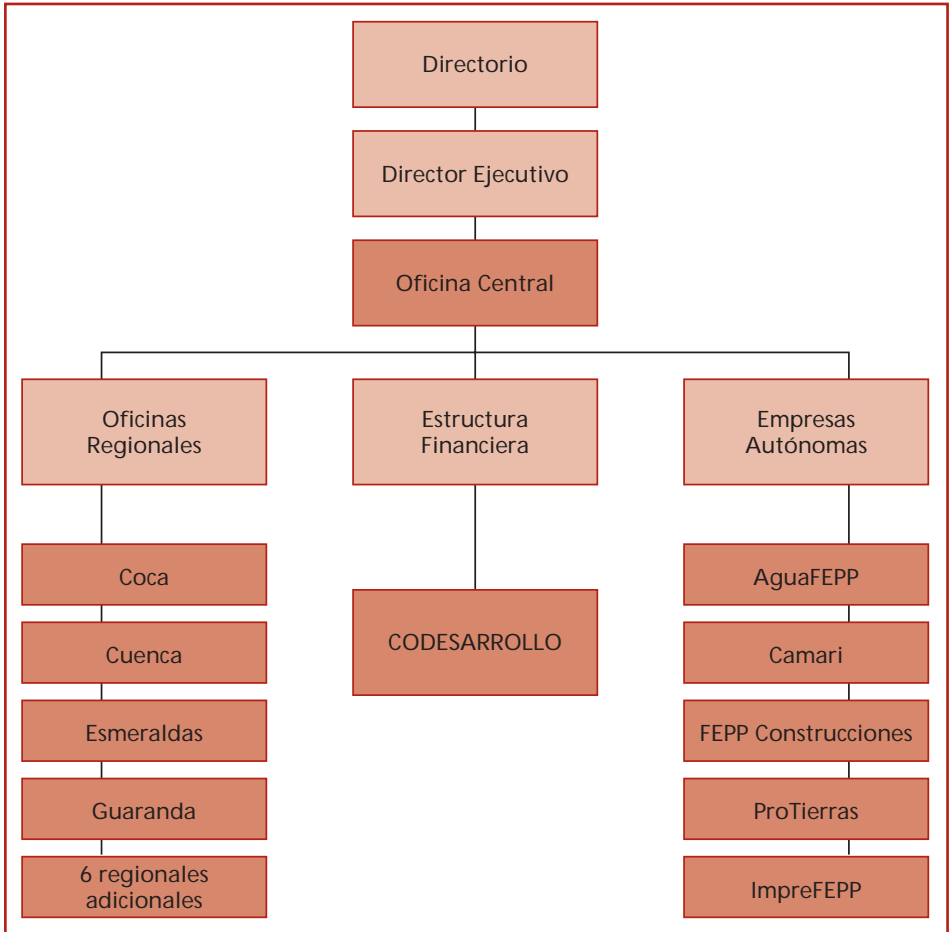 Directorio
Director Ejecutivo
Oficina Central
Oficinas
Regionales
Estructura
Financiera
Empresas
Autónomas
Coca
Cuenca
Esmeraldas
Guaranda
6 regionales
adicionales
CODESARROLLO
AguaFEPP
Camari
FEPP Construcciones
ProTierras
ImpreFEPP